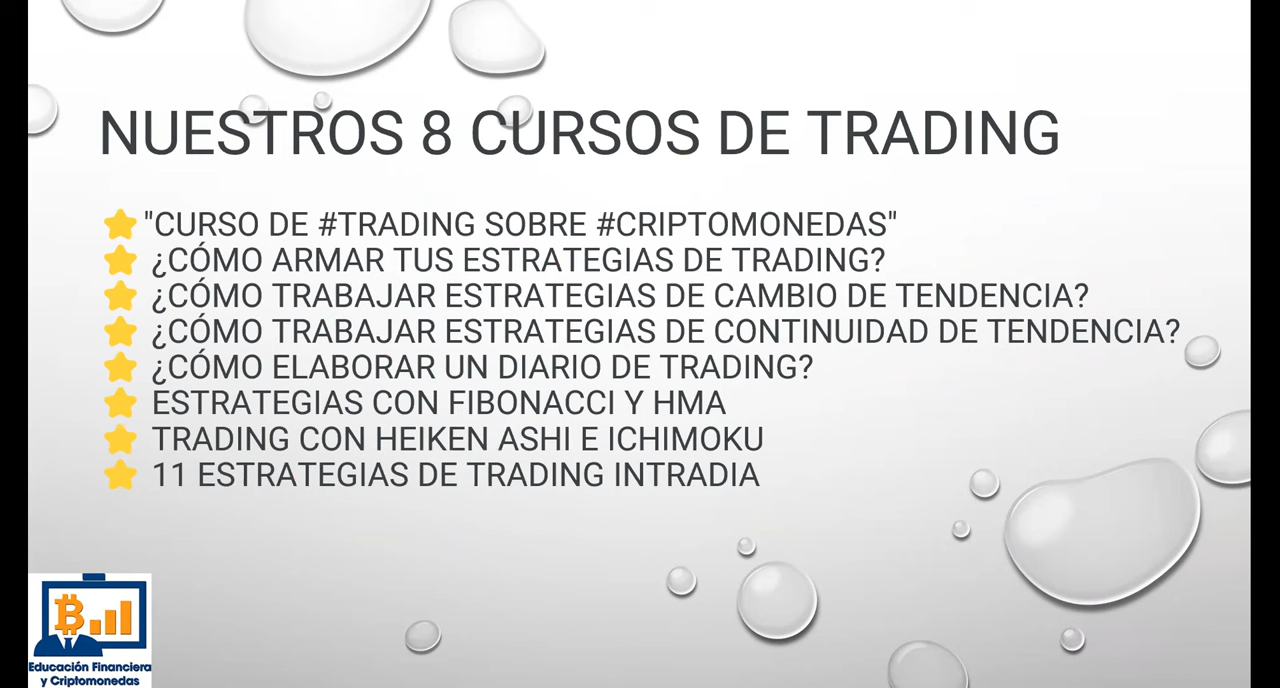 NUESTROS 8 CURSOS DE TRADING
"CURSO DE #TRADING SOBRE #CRIPTOMONEDAS"
¿CÓMO ARMAR TUS ESTRATEGIAS DE TRADING?
¿CÓMO TRABAJAR ESTRATEGIAS DE CAMBIO DE TENDENCIA?
¿CÓMO TRABAJAR ESTRATEGIAS DE CONTINUIDAD DE TENDENCIA?
¿CÓMO ELABORAR UN DIARIO DE TRADING?
ESTRATEGIAS CON FIBONACCI Y HMA
TRADING CON HEIKEN ASHI E ICHIMOKU
11 ESTRATEGIAS DE TRADING INTRADIA
Educación Financiera
y Criptomonedas